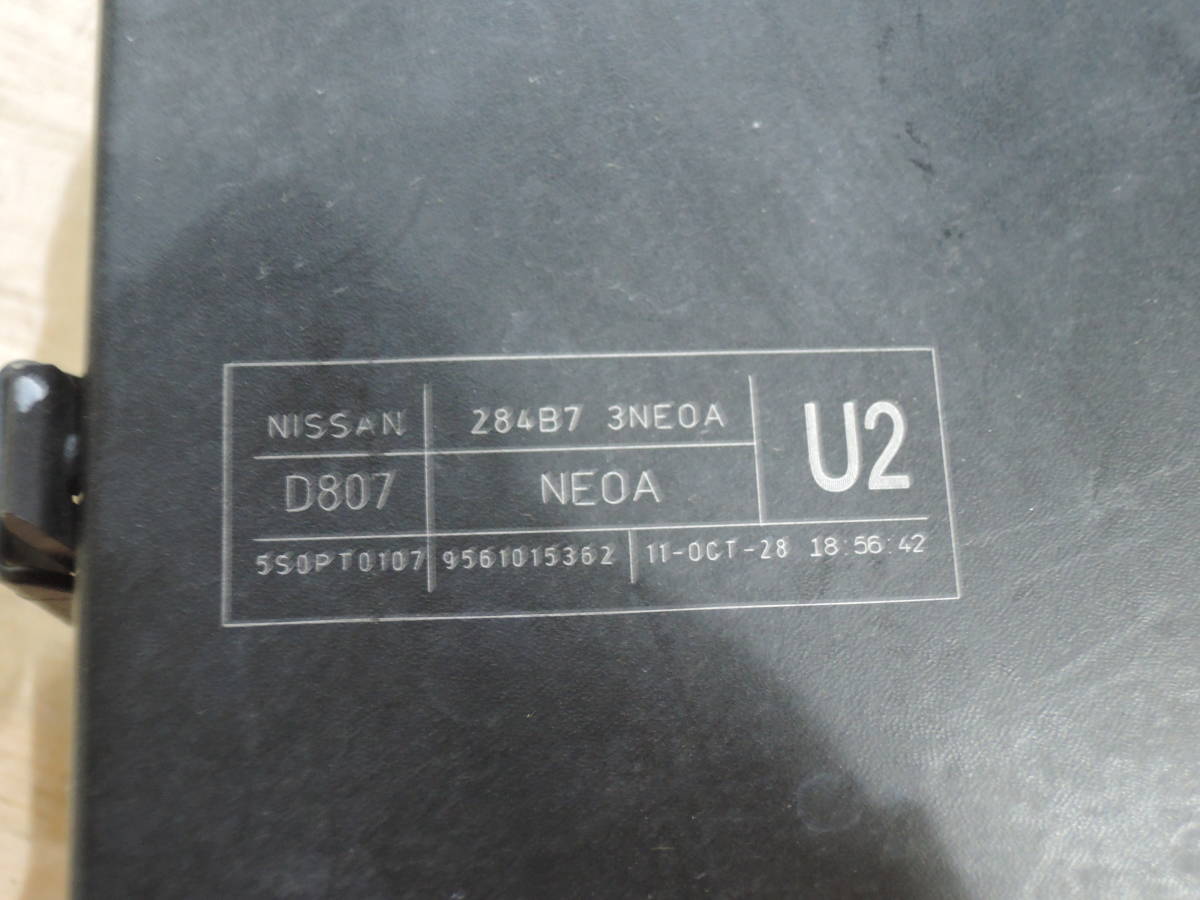 NISSAN 284B7 3NE0A U2
D807 NE0A
5S0PT0107 9561015362 11-OCT-28 18:56:42